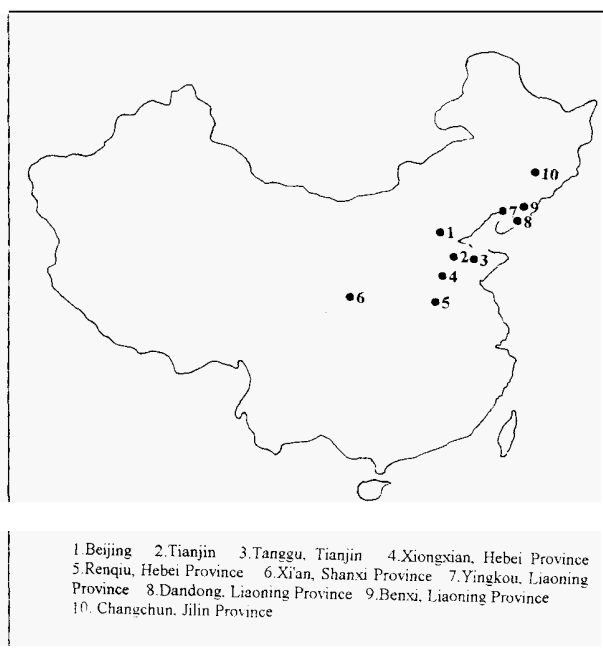 10
9
7
8
1
2
3
4
6
5
1.Beijing 2.Tianjin 3.Tanggu, Tianjin 4.Xiongxian, Hebei Province
5.Renqiu, Hebei Province 6.Xi'an, Shanxi Province 7.Yingkou, Liaoning
Province 8.Dandong, Liaoning Province 9.Benxi, Liaoning Province
10. Changchun, Jilin Province